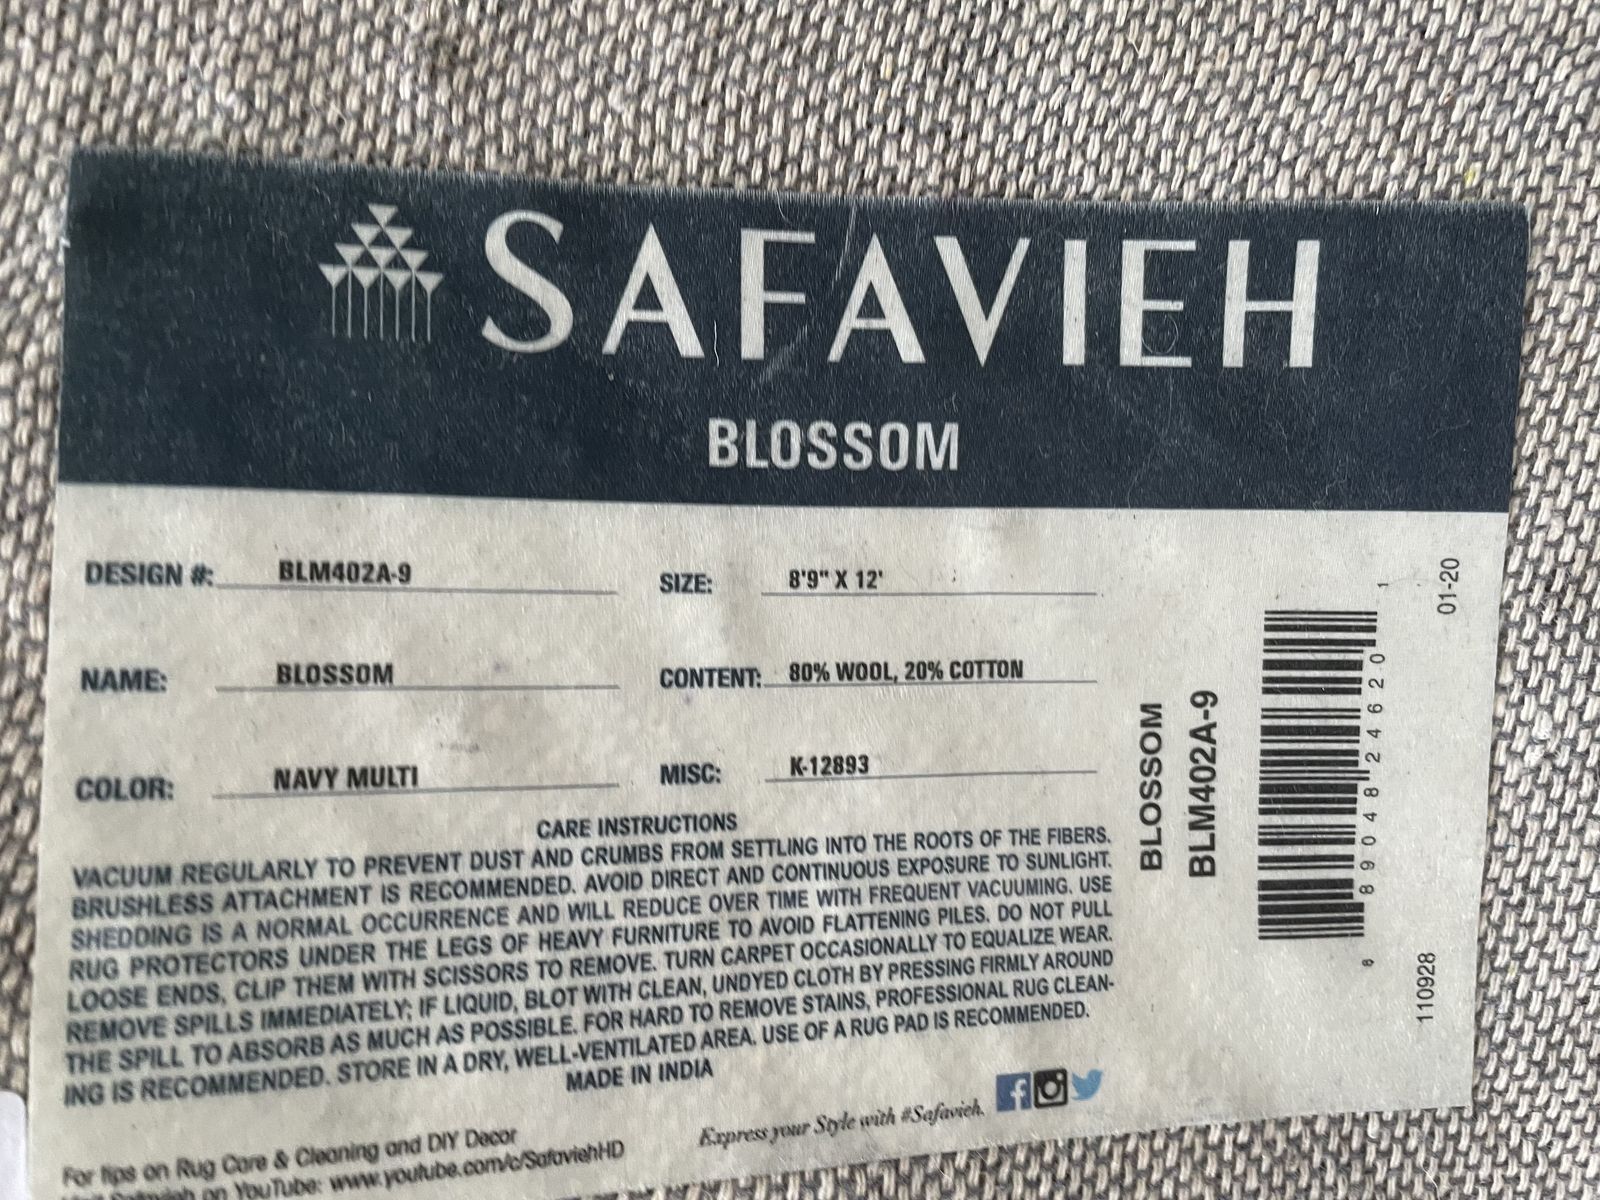 SAFAVIEH
BLOSSOM
DESIGN #: BLM402A-9
SIZE: 8'9" X 12'
NAME: BLOSSOM
CONTENT: 80% WOOL, 20% COTTON
COLOR: NAVY MULTI
MISC: K-12893
CARE INSTRUCTIONS
VACUUM REGULARLY TO PREVENT DUST AND CRUMBS FROM SETTLING INTO THE ROOTS OF THE FIBERS.
BRUSHLESS ATTACHMENT IS RECOMMENDED. AVOID DIRECT AND CONTINUOUS EXPOSURE TO SUNLIGHT.
SHEDDING IS A NORMAL OCCURRENCE AND WILL REDUCE OVER TIME WITH FREQUENT VACUUMING. USE
RUG PROTECTORS UNDER THE LEGS OF HEAVY FURNITURE TO AVOID FLATTENING PILES. DO NOT PULL
LOOSE ENDS, CLIP THEM WITH SCISSORS TO REMOVE. TURN CARPET OCCASIONALLY TO EQUALIZE WEAR.
REMOVE SPILLS IMMEDIATELY; IF LIQUID, BLOT WITH CLEAN, UNDYED CLOTH BY PRESSING FIRMLY AROUND
THE SPILL TO ABSORB AS MUCH AS POSSIBLE. FOR HARD TO REMOVE STAINS, PROFESSIONAL RUG CLEAN-
ING IS RECOMMENDED. STORE IN A DRY, WELL-VENTILATED AREA. USE OF A RUG PAD IS RECOMMENDED.
MADE IN INDIA
Express your Style with #Safavieh.
For tips on Rug Care & Cleaning and DIY Decor
Visit Safavieh on YouTube: www.youtube.com/c/SafaviehHD
BLOSSOM
BLM402A-9
8 89048 24620 1
110928
01-20